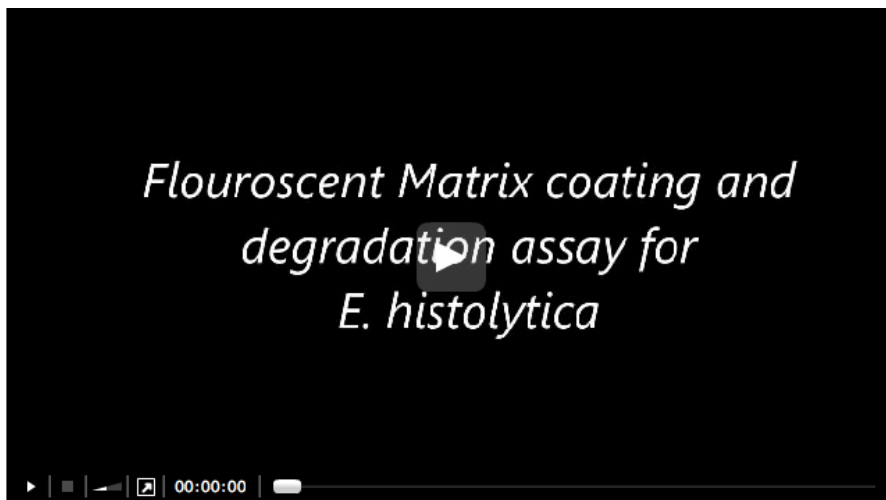 Flouroscent Matrix coating and
degradation assay for
E. histolytica
00:00:00